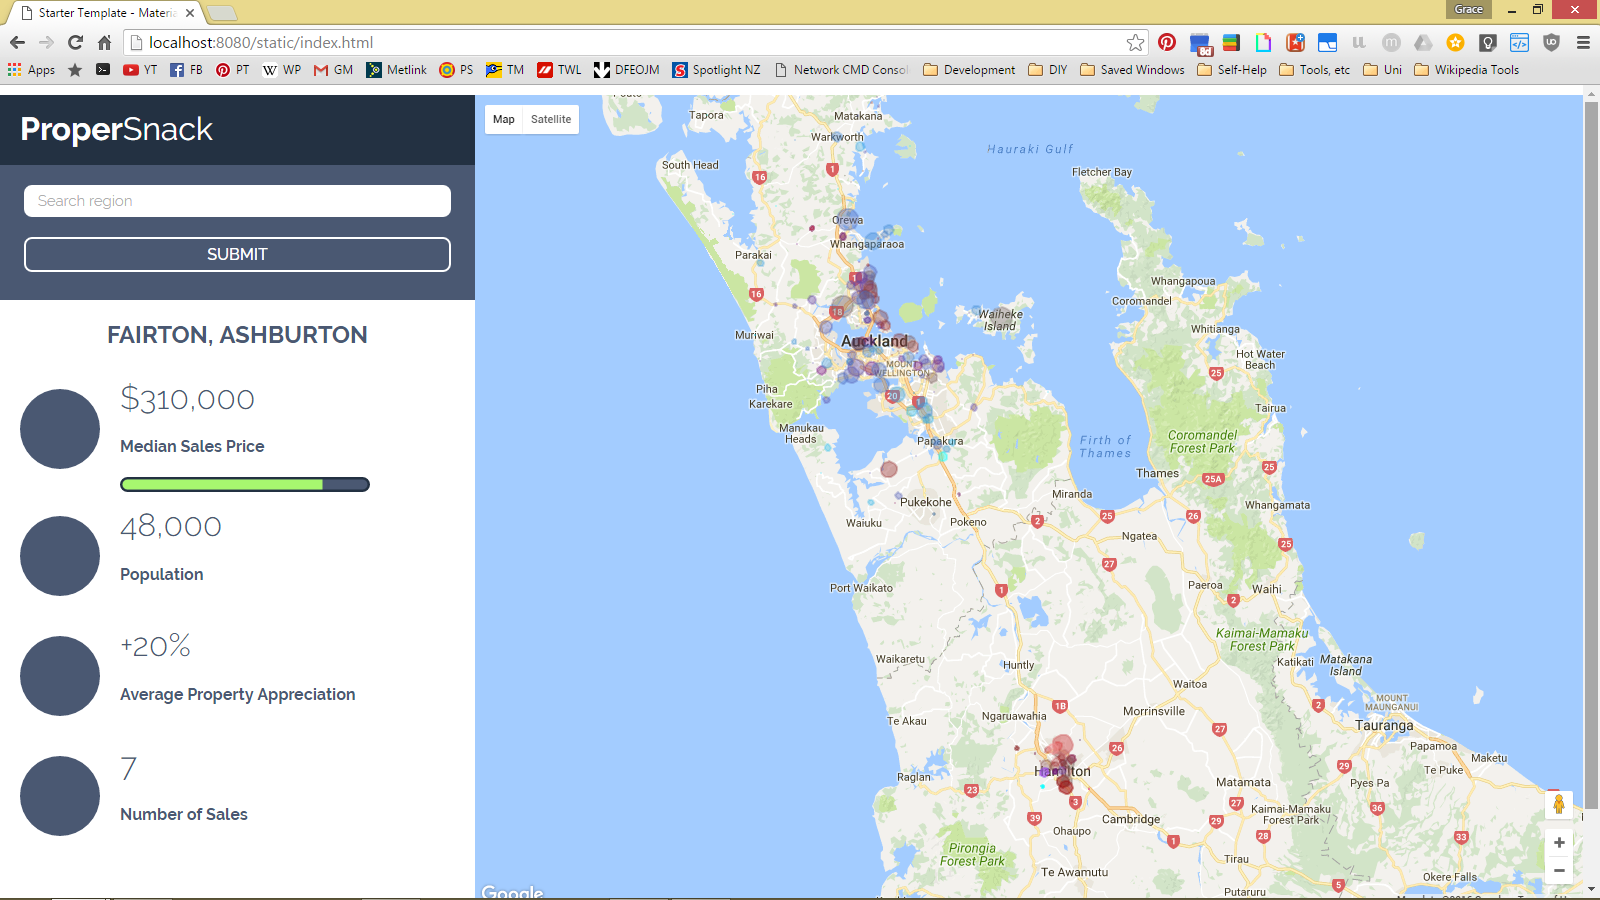 Starter Template - Materia
Grace
localhost:8080/static/index.html
Apps
YT
FB
PT
WP
GM
Metlink
PS
TM
TWL
DFEOJM
Spotlight NZ
Network CMD Consol
Development
DIY
Saved Windows
Self-Help
Tools, etc
Uni
Wikipedia Tools
ProperSnack
Search region
SUBMIT
FAIRTON, ASHBURTON
$310,000
Median Sales Price
48,000
Population
+20%
Average Property Appreciation
7
Number of Sales
Map
Satellite
Tapora
Matakana
Warkworth
Hauraki Gulf
South Head
Fletcher Bay
16
1
Orewa
Whangaparaoa
Parakai
1
Whangapoua
16
Coromandel
18
Waiheke
Island
Whitianga
Muriwai
Auckland
Hot Water
Beach
MOUNT
WELLINGTON
25
Piha
20
1
Karekare
Tairua
Manukau
Heads
Papakura
Firth of
Thames
Coromandel
Forest Park
Thames
25
25A
Miranda
Pukekohe
Whangamata
Waiuku
Pokeno
2
25
26
Ngatea
25
27
Port Waikato
1
Paeroa
Waihi
2
Kaimai-Mamaku
Forest Park
Waikaretu
Huntly
Katikati
Matakana
Island
Waitoa
MOUNT
MAUNGANUI
1B
2
Ngaruawahia
Morrinsville
Te Akau
27
Tauranga
26
Papamoa
Maketu
Raglan
Hamilton
29
Te Puke
Matamata
Pyes Pa
23
3
27
36
39
Cambridge
29
Kaimai-Mamaku
Forest Park
Ohaupo
28
33
1
Pirongia
Forest Park
Tirau
Te Awamutu
Okere Falls
5
Putaruru
Google